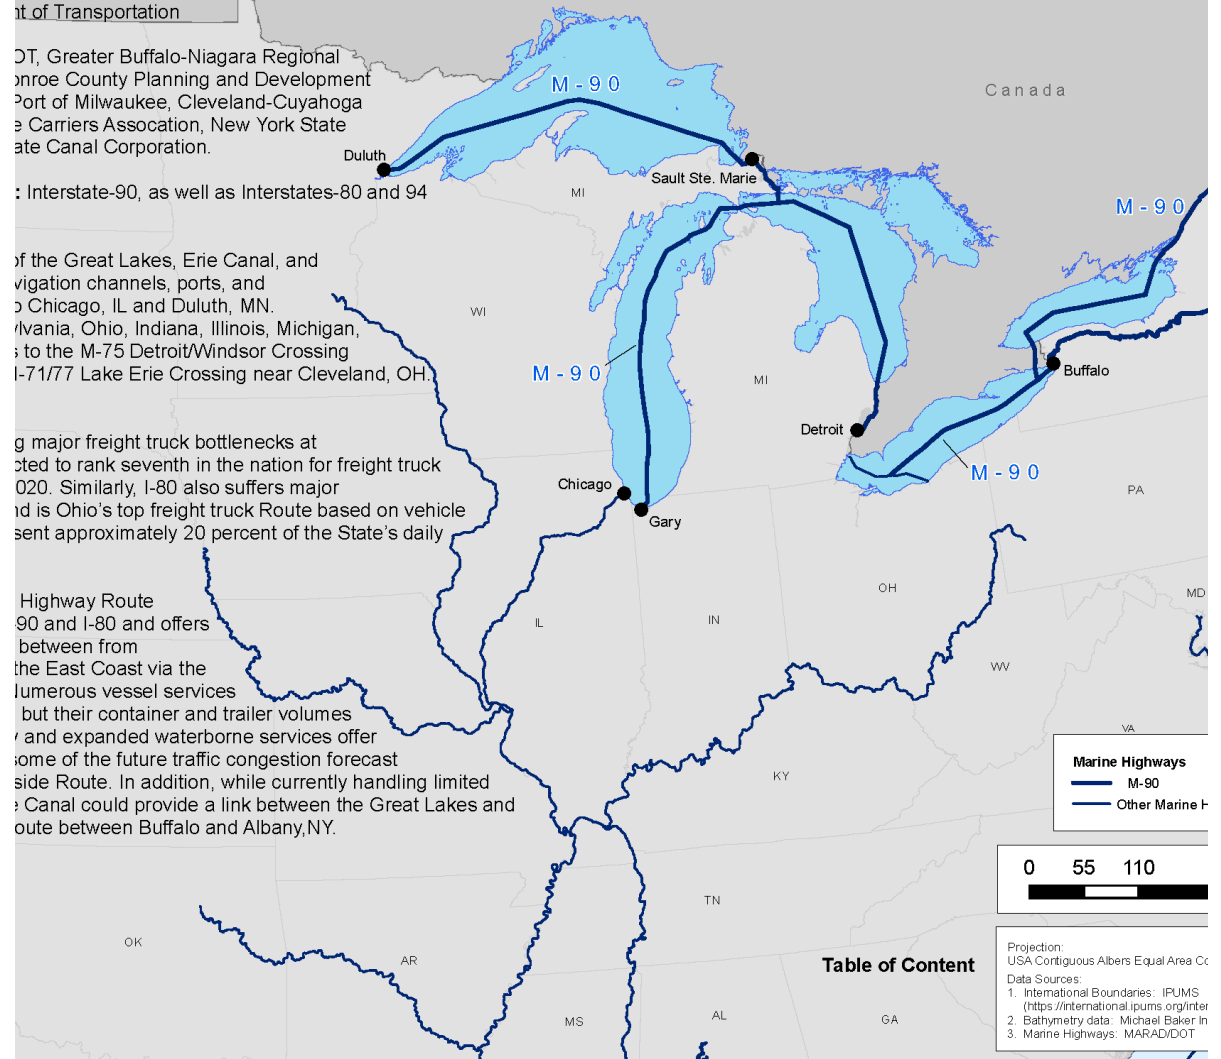 nt of Transportation
OT, Greater Buffalo-Niagara Regional
onroe County Planning and Development
Port of Milwaukee, Cleveland-Cuyahoga
e Carriers Assocation, New York State
ate Canal Corporation.
: Interstate-90, as well as Interstates-80 and 94
of the Great Lakes, Erie Canal, and
vigation channels, ports, and
o Chicago, IL and Duluth, MN.
ylvania, Ohio, Indiana, Illinois, Michigan,
s to the M-75 Detroit/Windsor Crossing
I-71/77 Lake Erie Crossing near Cleveland, OH.
g major freight truck bottlenecks at
cted to rank seventh in the nation for freight truck
020. Similarly, I-80 also suffers major
nd is Ohio's top freight truck Route based on vehicle
sent approximately 20 percent of the State's daily
Highway Route
-90 and I-80 and offers
between from
the East Coast via the
Numerous vessel services
but their container and trailer volumes
y and expanded waterborne services offer
some of the future traffic congestion forecast
side Route. In addition, while currently handling limited
e Canal could provide a link between the Great Lakes and
oute between Buffalo and Albany,NY.
M-90
Canada
Duluth
Sault Ste. Marie
MI
M-90
WI
M-90
MI
Buffalo
Detroit
M-90
Chicago
Gary
PA
OH
MD
IL
IN
WV
VA
KY
TN
OK
AR
MS
AL
GA
Marine Highways
M-90
Other Marine H
0 55 110
Table of Content
Projection:
USA Contiguous Albers Equal Area Co
Data Sources:
1. International Boundaries: IPUMS
(https://international.ipums.org/inter
2. Bathymetry data: Michael Baker In
3. Marine Highways: MARAD/DOT